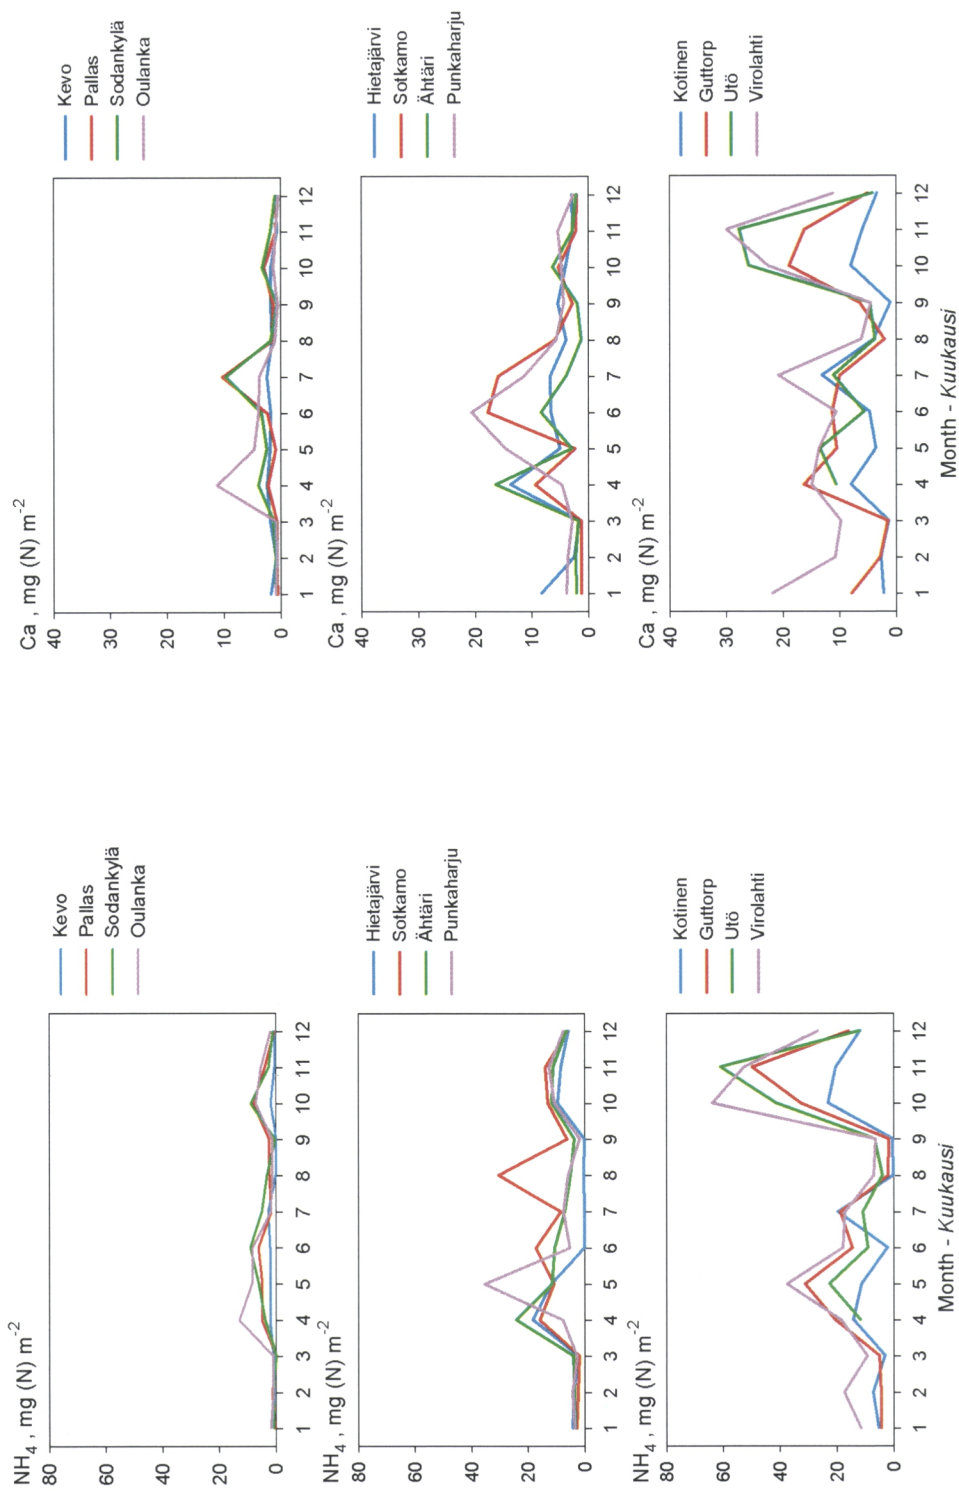 NH4 , mg (N) m-2
80
60
40
20
0
1 2 3 4 5 6 7 8 9 10 11 12
Kevo
Pallas
Sodankylä
Oulanka
Ca , mg (N) m-2
40
30
20
10
0
1 2 3 4 5 6 7 8 9 10 11 12
Kevo
Pallas
Sodankylä
Oulanka
NH4 , mg (N) m-2
80
60
40
20
0
1 2 3 4 5 6 7 8 9 10 11 12
Hietajärvi
Sotkamo
Ähtäri
Punkaharju
Ca , mg (N) m-2
40
30
20
10
0
1 2 3 4 5 6 7 8 9 10 11 12
Hietajärvi
Sotkamo
Ähtäri
Punkaharju
NH4 , mg (N) m-2
80
60
40
20
0
1 2 3 4 5 6 7 8 9 10 11 12
Month - Kuukausi
Kotinen
Guttorp
Utö
Virolahti
Ca , mg (N) m-2
40
30
20
10
0
1 2 3 4 5 6 7 8 9 10 11 12
Month - Kuukausi
Kotinen
Guttorp
Utö
Virolahti